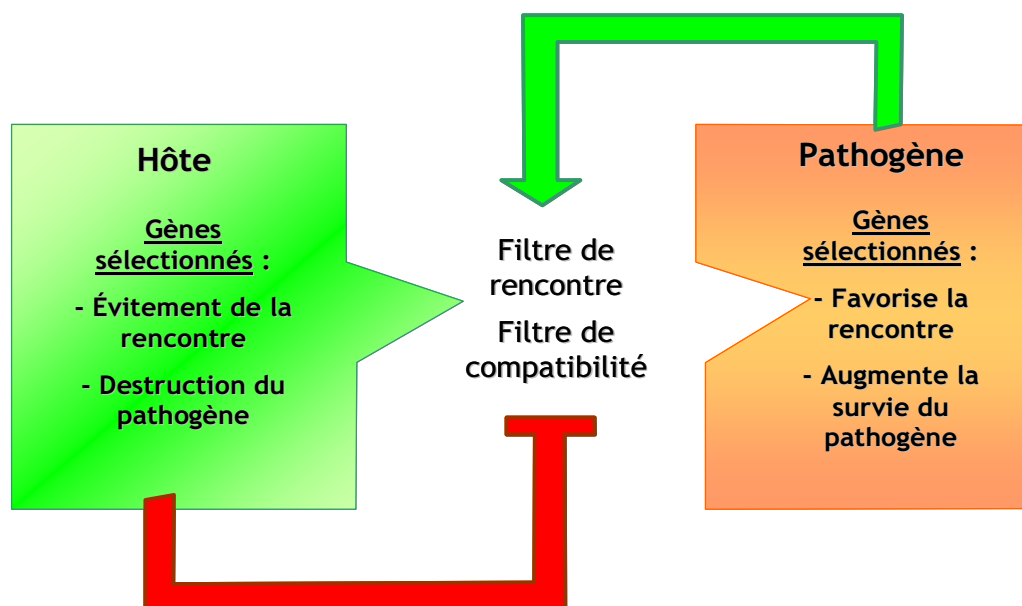 Hôte
Gènes
sélectionnés :
- Évitement de la
rencontre
- Destruction du
pathogène
Filtre de
rencontre
Filtre de
compatibilité
Pathogène
Gènes
sélectionnés :
- Favorise la
rencontre
- Augmente la
survie du
pathogène